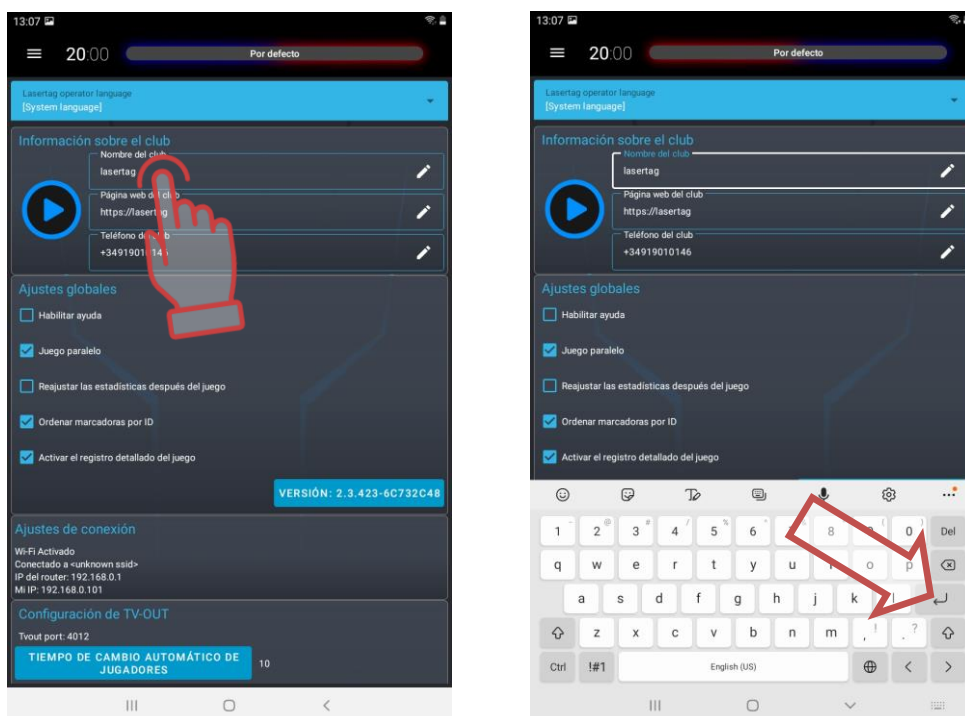 13:07
20:00
Por defecto
Lasertag operator language
[System language]
Información sobre el club
Nombre del club
lasertag
Página web del club
https://lasertag
Teléfono del club
+34919010146
Ajustes globales
Habilitar ayuda
Juego paralelo
Reajustar las estadísticas después del juego
Ordenar marcadores por ID
Activar el registro detallado del juego
VERSIÓN: 2.3.423-6C732C48
Ajustes de conexión
Wi-Fi Activado
Conectado a <unknown ssid>
IP del router: 192.168.0.1
Mi IP: 192.168.0.101
Configuración de TV-OUT
Tvout port: 4012
TIEMPO DE CAMBIO AUTOMÁTICO DE
JUGADORES
10
13:07
20:00
Por defecto
Lasertag operator language
[System language]
Información sobre el club
Nombre del club
lasertag
Página web del club
https://lasertag
Teléfono del club
+34919010146
Ajustes globales
Habilitar ayuda
Juego paralelo
Reajustar las estadísticas después del juego
Ordenar marcadores por ID
Activar el registro detallado del juego
1 2 @ 3 # 4 / 5 % 6 ^ 8 0 ) Del
q w e r t y u o p
a s d f g h j k
z x c v b n m , ! . ?
Ctrl !#1 English (US) < >